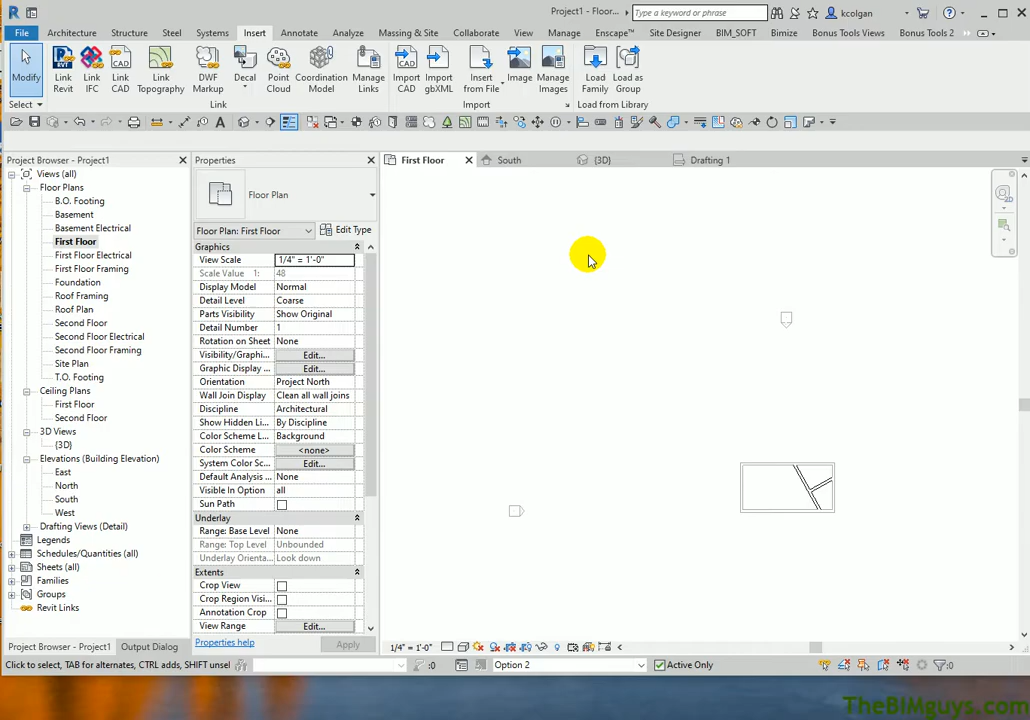 Project1 - Floor...
Type a keyword or phrase
kcolgan
File Architecture Structure Steel Systems Insert Annotate Analyze Massing & Site Collaborate View Manage Enscape™ Site Designer BIM_SOFT Bimize Bonus Tools Views Bonus Tools 2
Modify
Link Revit
Link IFC
Link CAD
Link Topography
DWF Markup
Decal
Point Cloud
Coordination Model
Manage Links
Import CAD
Import gbXML
Insert from File
Image
Manage Images
Load Family
Load as Group
Select Link Import Load from Library
Project Browser - Project1
Views (all)
Floor Plans
B.O. Footing
Basement
Basement Electrical
First Floor
First Floor Electrical
First Floor Framing
Foundation
Roof Framing
Roof Plan
Second Floor
Second Floor Electrical
Second Floor Framing
Site Plan
T.O. Footing
Ceiling Plans
First Floor
Second Floor
3D Views
{3D}
Elevations (Building Elevation)
East
North
South
West
Drafting Views (Detail)
Legends
Schedules/Quantities (all)
Sheets (all)
Families
Groups
Revit Links
Project Browser - Project1 Output Dialog
Properties
Floor Plan
Floor Plan: First Floor Edit Type
Graphics
View Scale 1/4" = 1'-0"
Scale Value 1: 48
Display Model Normal
Detail Level Coarse
Parts Visibility Show Original
Detail Number 1
Rotation on Sheet None
Visibility/Graphi... Edit...
Graphic Display ... Edit...
Orientation Project North
Wall Join Display Clean all wall joins
Discipline Architectural
Show Hidden Li... By Discipline
Color Scheme L... Background
Color Scheme <none>
System Color Sc... Edit...
Default Analysis ... None
Visible In Option all
Sun Path
Underlay
Range: Base Level None
Range: Top Level Unbounded
Underlay Orienta... Look down
Extents
Crop View
Crop Region Visi...
Annotation Crop
View Range Edit...
Properties help Apply
First Floor South {3D} Drafting 1
2D
1/4" = 1'-0"
Click to select, TAB for alternates, CTRL adds, SHIFT unsel
:0
Option 2
Active Only
:0
TheBIMguys.com